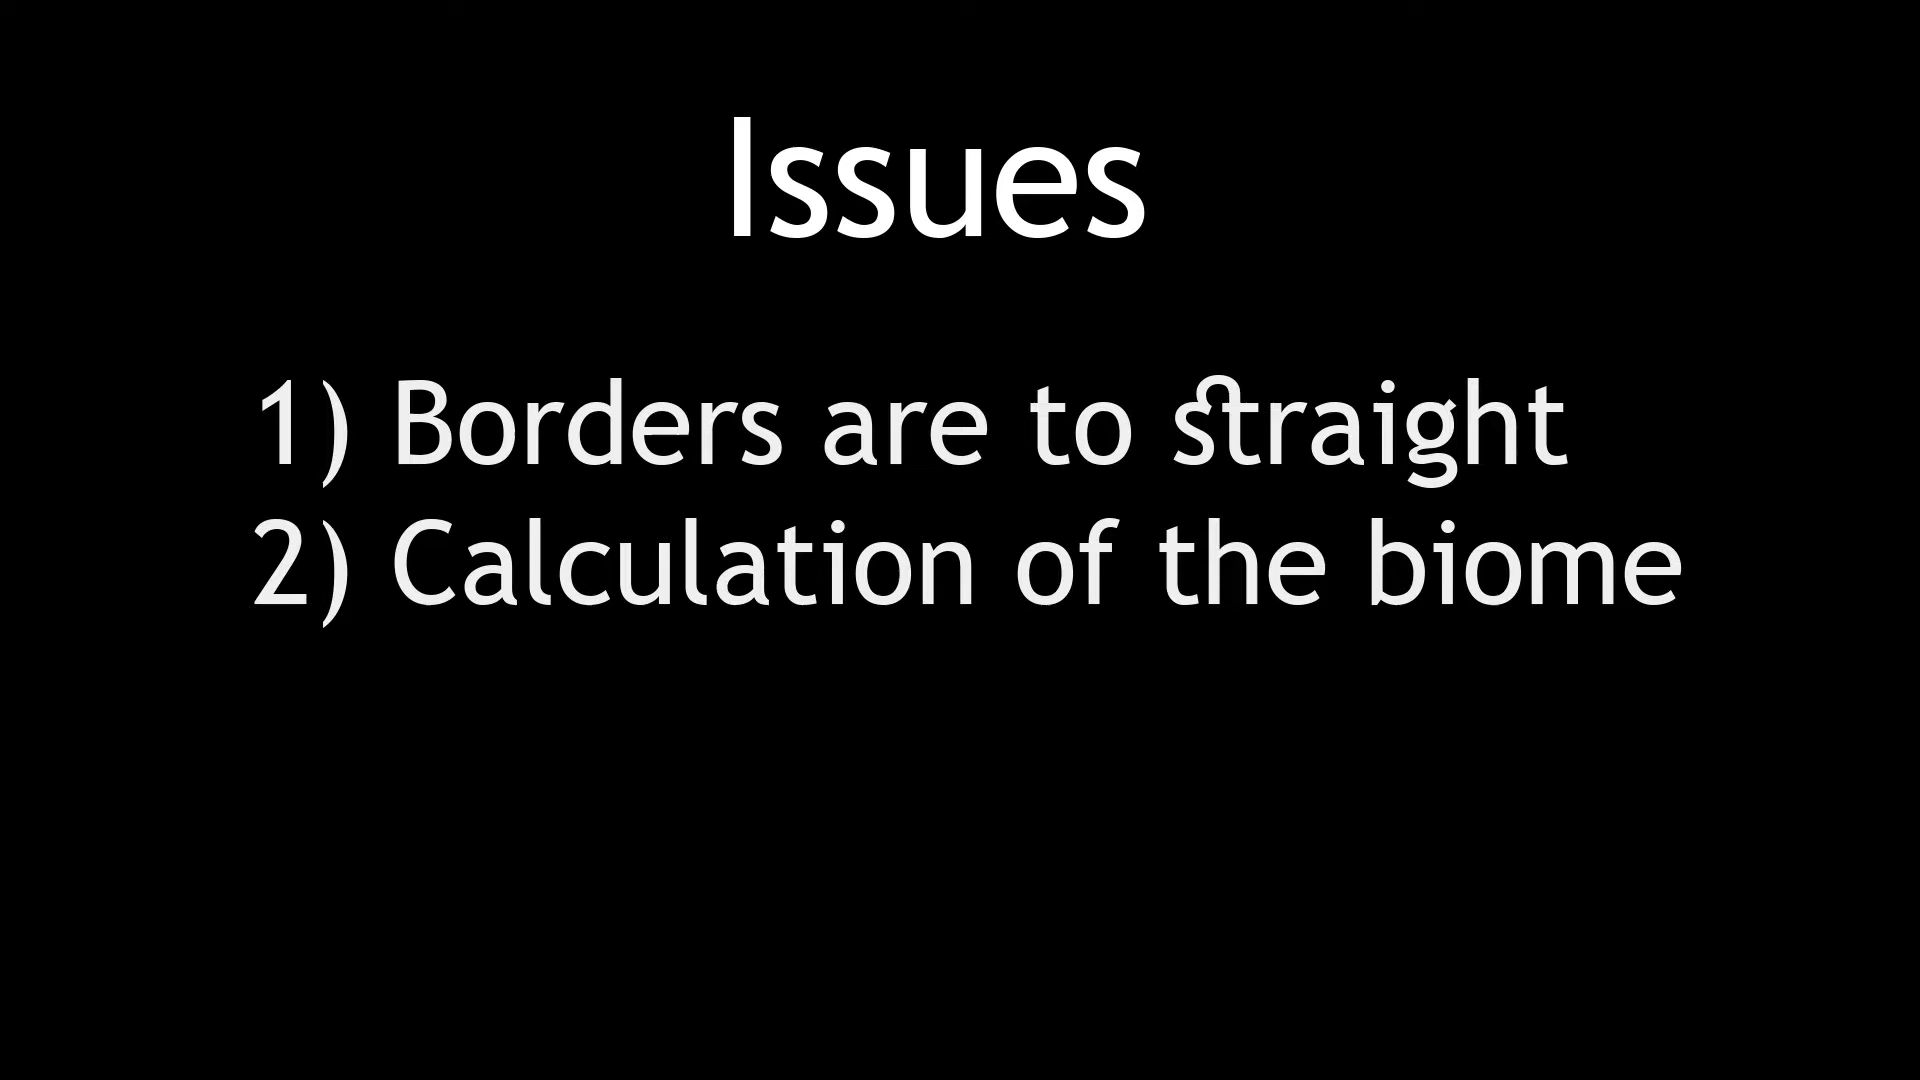 Issues
1) Borders are to straight
2) Calculation of the biome